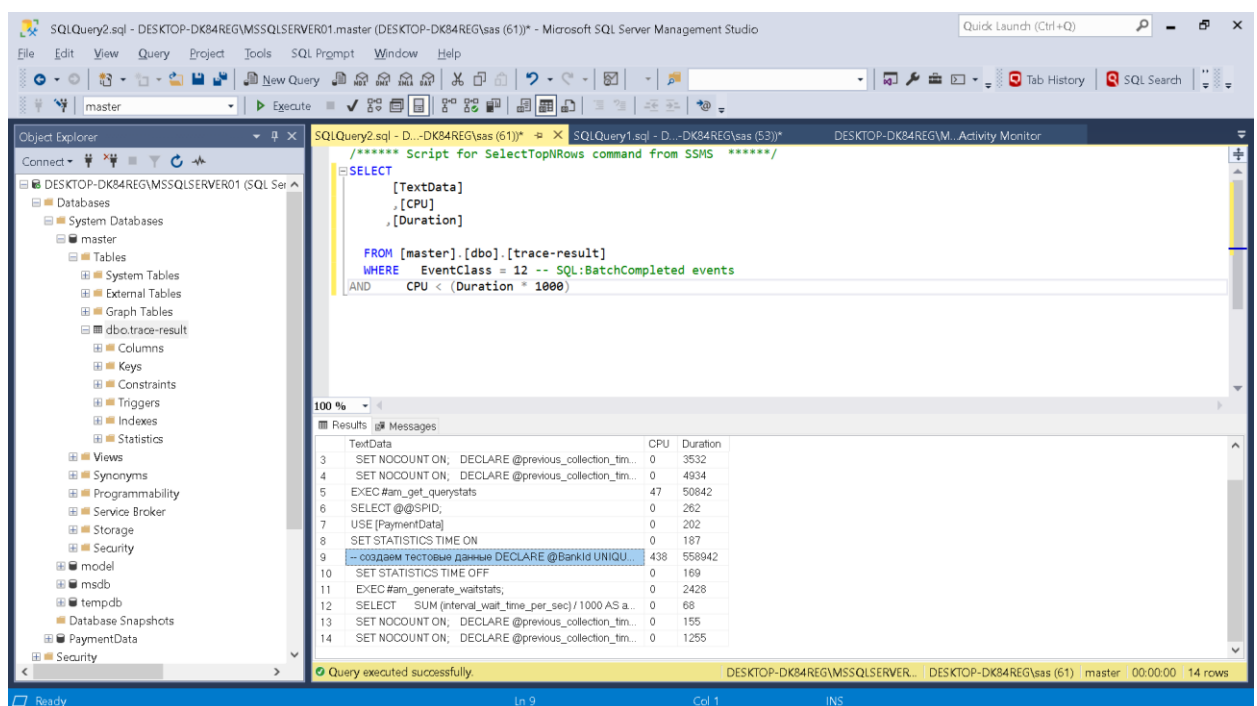 SQLQuery2.sql - DESKTOP-DK84REG\MSSQLSERVER01.master (DESKTOP-DK84REG\sas (61))* - Microsoft SQL Server Management Studio
Quick Launch (Ctrl+Q)
File Edit View Query Project Tools SQL Prompt Window Help
New Query
Tab History
SQL Search
master
Execute
Object Explorer
Connect
DESKTOP-DK84REG\MSSQLSERVER01 (SQL Ser
Databases
System Databases
master
Tables
System Tables
External Tables
Graph Tables
dbo.trace-result
Columns
Keys
Constraints
Triggers
Indexes
Statistics
Views
Synonyms
Programmability
Service Broker
Storage
Security
model
msdb
tempdb
Database Snapshots
PaymentData
Security
SQLQuery2.sql - D...-DK84REG\sas (61))* SQLQuery1.sql - D...-DK84REG\sas (53))* DESKTOP-DK84REG\M...Activity Monitor
/****** Script for SelectTopNRows command from SSMS ******/
SELECT
[TextData]
,[CPU]
,[Duration]
FROM [master].[dbo].[trace-result]
WHERE EventClass = 12 -- SQL:BatchCompleted events
AND CPU < (Duration * 1000)
100 %
Results Messages
TextData CPU Duration
3 SET NOCOUNT ON; DECLARE @previous_collection_tim... 0 3532
4 SET NOCOUNT ON; DECLARE @previous_collection_tim... 0 4934
5 EXEC #am_get_querystats 47 50842
6 SELECT @@SPID; 0 262
7 USE [PaymentData] 0 202
8 SET STATISTICS TIME ON 0 187
9 -- создаем тестовые данные DECLARE @BankId UNIQU... 438 558942
10 SET STATISTICS TIME OFF 0 169
11 EXEC #am_generate_waitstats; 0 2428
12 SELECT SUM (interval_wait_time_per_sec) / 1000 AS a... 0 68
13 SET NOCOUNT ON; DECLARE @previous_collection_tim... 0 155
14 SET NOCOUNT ON; DECLARE @previous_collection_tim... 0 1255
Query executed successfully. DESKTOP-DK84REG\MSSQLSERVER... DESKTOP-DK84REG\sas (61) master 00:00:00 14 rows
Ready Ln 9 Col 1 INS